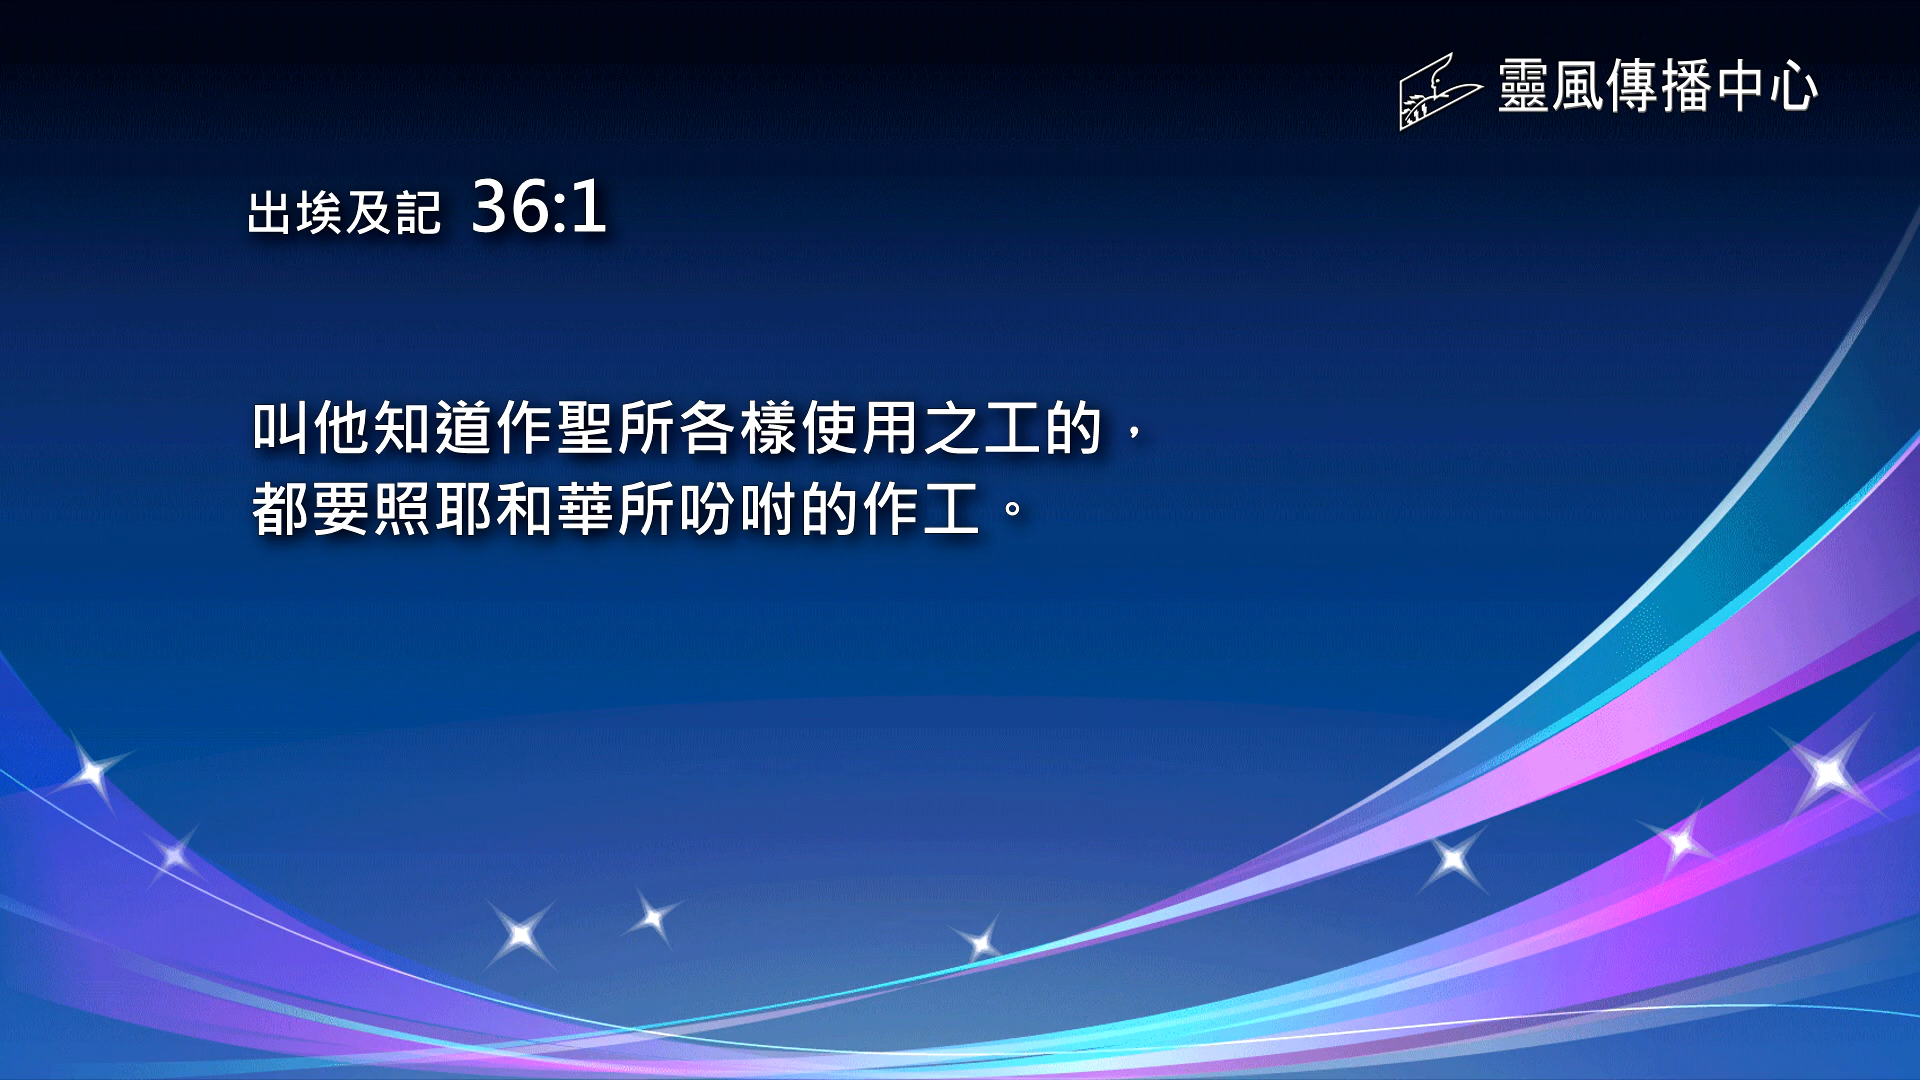 靈風傳播中心
出埃及記 36:1
叫他知道作聖所各樣使用之工的，
都要照耶和華所吩咐的作工。